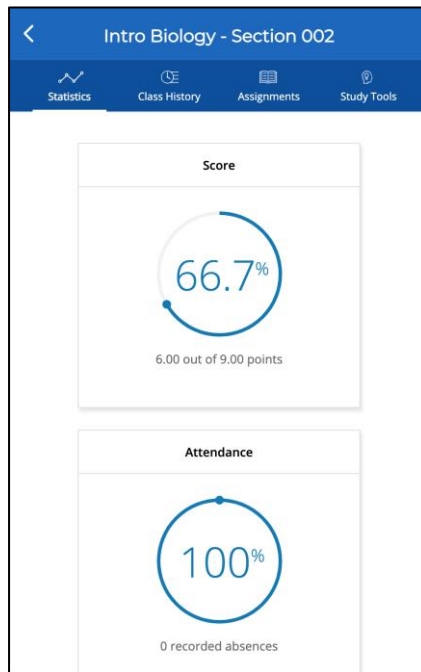 Intro Biology - Section 002
Statistics Class History Assignments Study Tools
Score
66.7%
6.00 out of 9.00 points
Attendance
100%
0 recorded absences